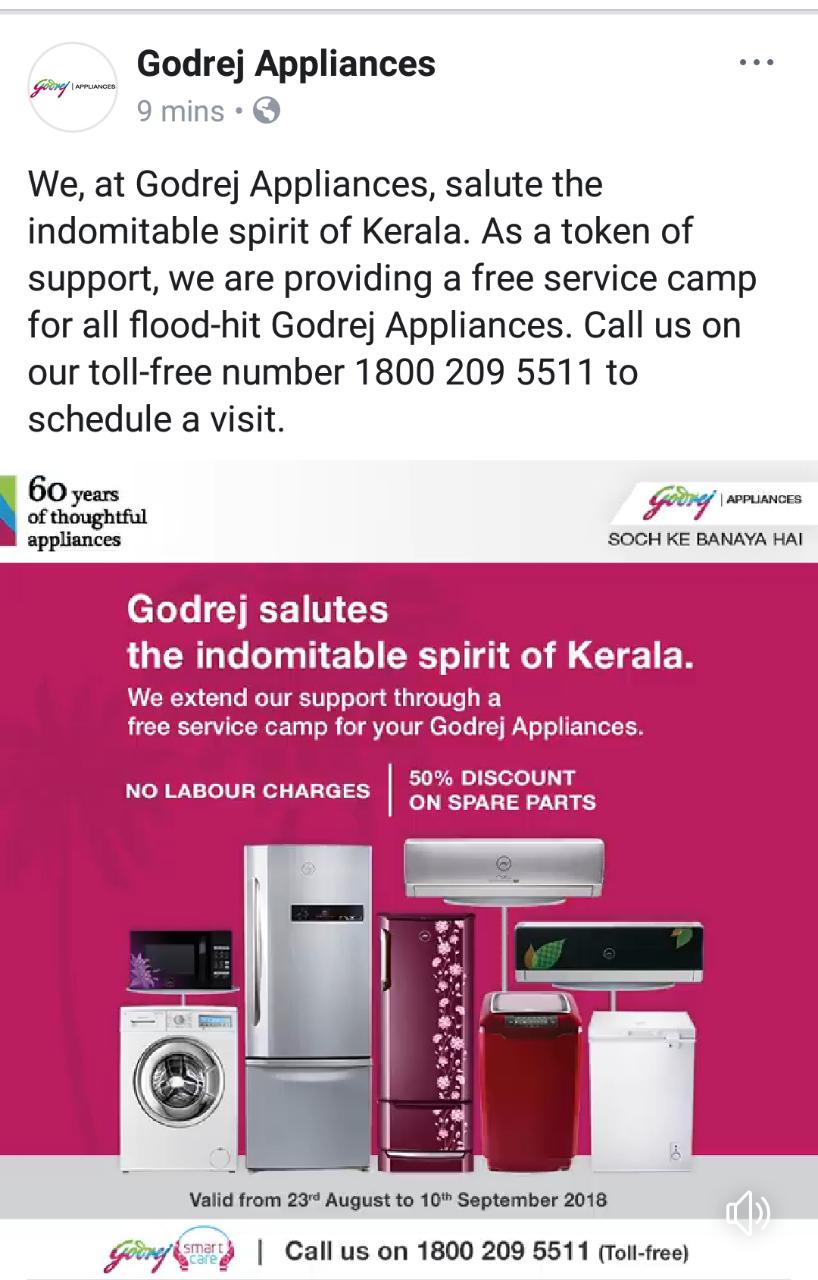 Godrej | APPLIANCES
Godrej Appliances
9 mins •
We, at Godrej Appliances, salute the
indomitable spirit of Kerala. As a token of
support, we are providing a free service camp
for all flood-hit Godrej Appliances. Call us on
our toll-free number 1800 209 5511 to
schedule a visit.
60 years
of thoughtful
appliances
Godrej | APPLIANCES
SOCH KE BANAYA HAI
Godrej salutes
the indomitable spirit of Kerala.
We extend our support through a
free service camp for your Godrej Appliances.
NO LABOUR CHARGES
50% DISCOUNT
ON SPARE PARTS
Valid from 23rd August to 10th September 2018
Godrej smart care | Call us on 1800 209 5511 (Toll-free)